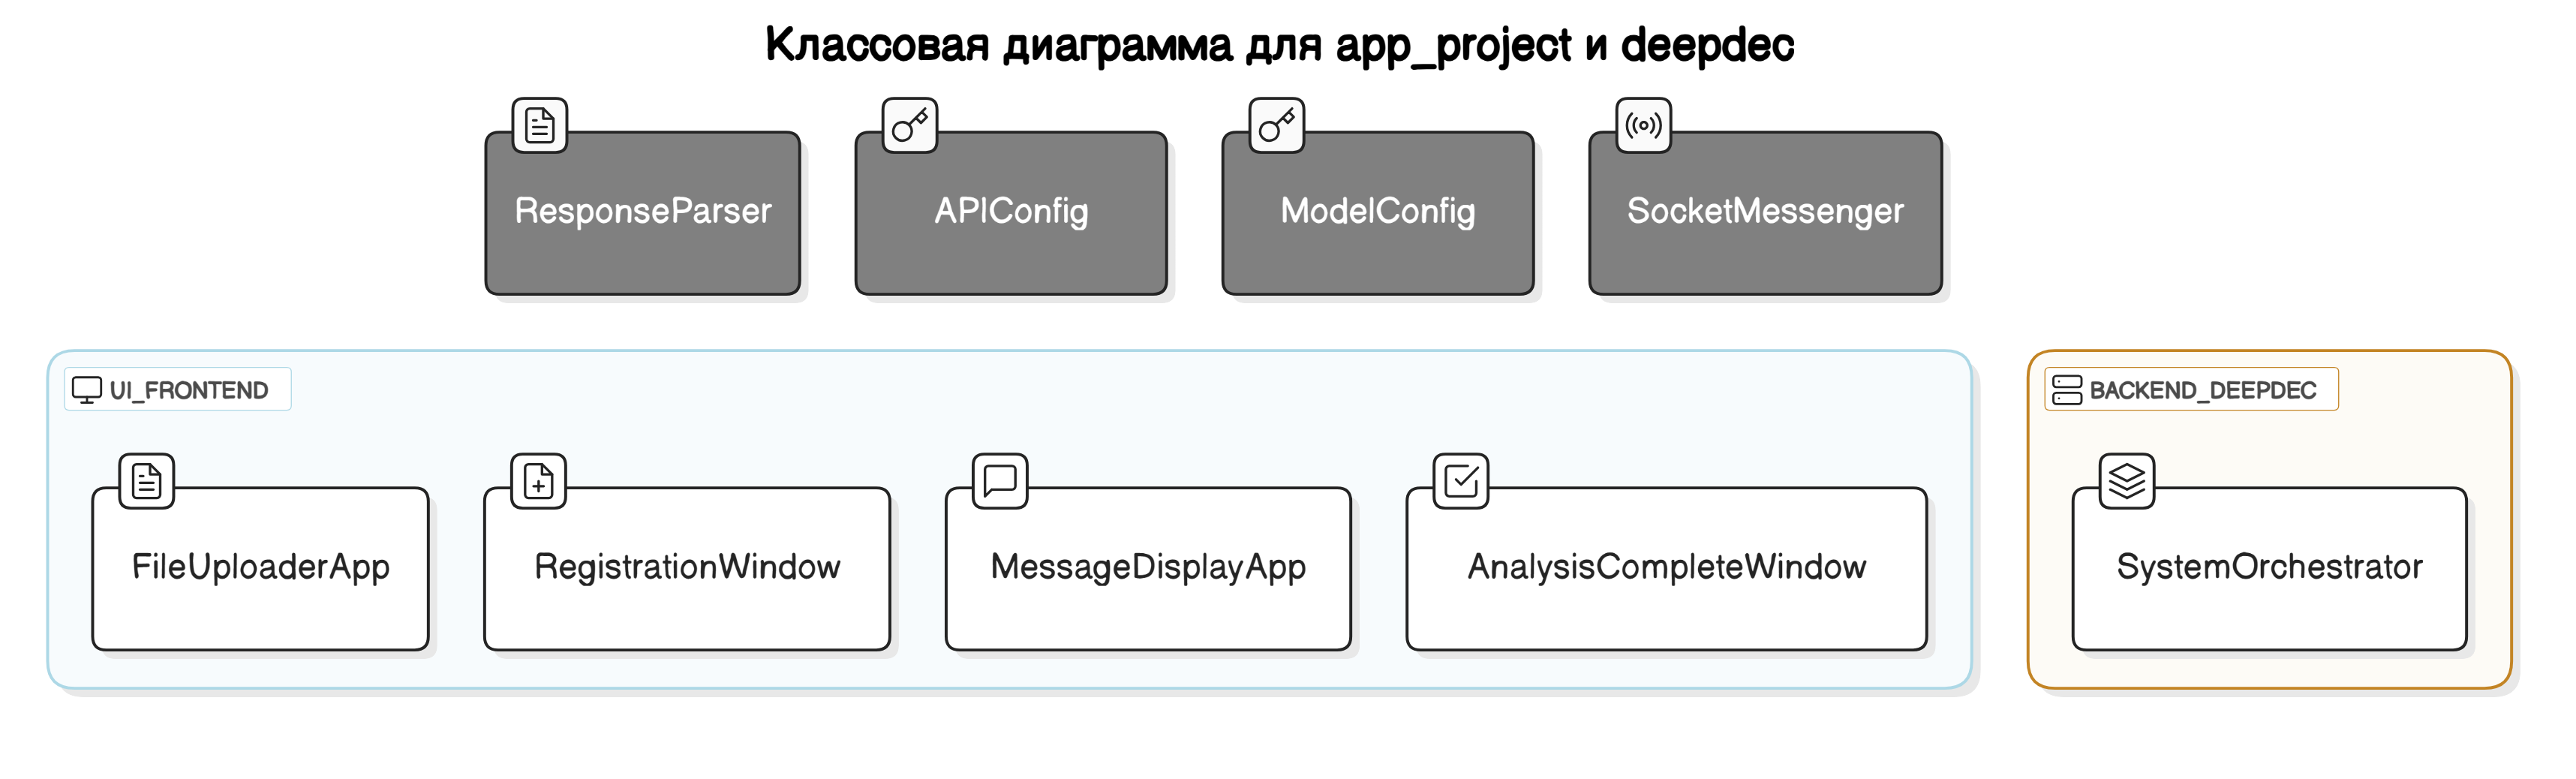 Классовая диаграмма для app_project и deepdec
ResponseParser
APIConfig
ModelConfig
SocketMessenger
UI_FRONTEND
BACKEND_DEEPDEC
FileUploaderApp
RegistrationWindow
MessageDisplayApp
AnalysisCompleteWindow
SystemOrchestrator